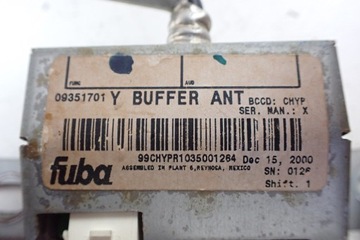 FUNC AUD
09351701 Y BUFFER ANT BCCD: CHYP
SER. MAN.: X
99CHYPR1035001264 Dec 15, 2000
fuba ASSEMBLED IN PLANT 6, REYNOSA, MEXICO SN: 0126
Shift. 1